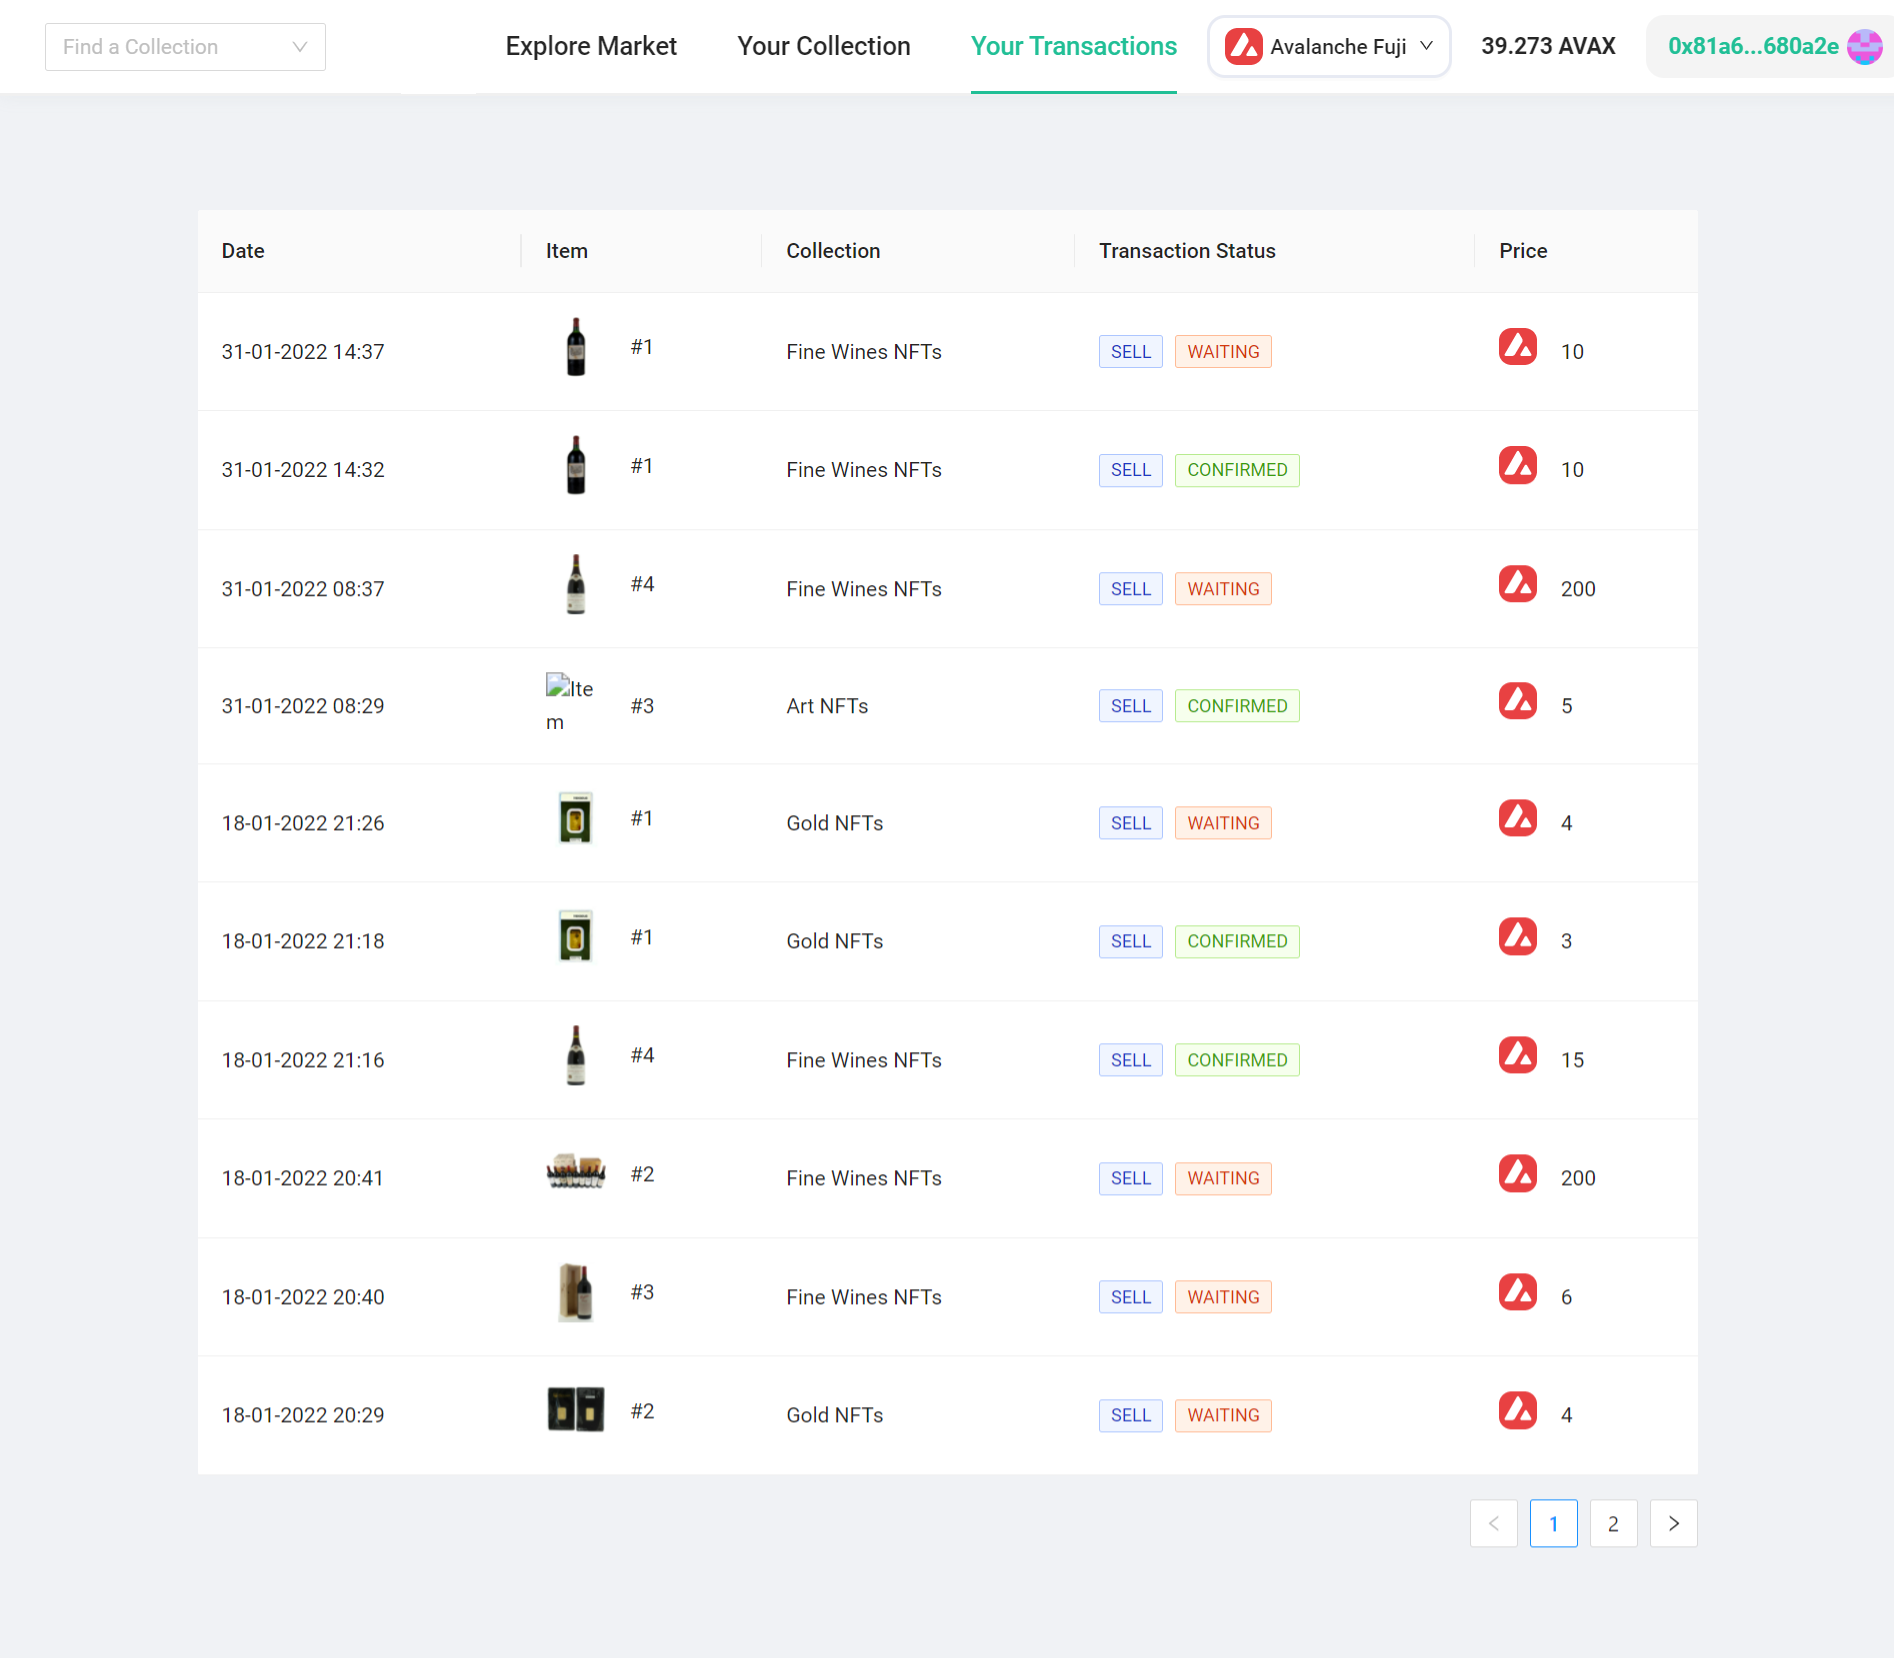 Find a Collection
Explore Market
Your Collection
Your Transactions
Avalanche Fuji
39.273 AVAX
0x81a6...680a2e
Date Item Collection Transaction Status Price
31-01-2022 14:37 #1 Fine Wines NFTs SELL WAITING 10
31-01-2022 14:32 #1 Fine Wines NFTs SELL CONFIRMED 10
31-01-2022 08:37 #4 Fine Wines NFTs SELL WAITING 200
31-01-2022 08:29 Ite
m #3 Art NFTs SELL CONFIRMED 5
18-01-2022 21:26 #1 Gold NFTs SELL WAITING 4
18-01-2022 21:18 #1 Gold NFTs SELL CONFIRMED 3
18-01-2022 21:16 #4 Fine Wines NFTs SELL CONFIRMED 15
18-01-2022 20:41 #2 Fine Wines NFTs SELL WAITING 200
18-01-2022 20:40 #3 Fine Wines NFTs SELL WAITING 6
18-01-2022 20:29 #2 Gold NFTs SELL WAITING 4
< 1 2 >